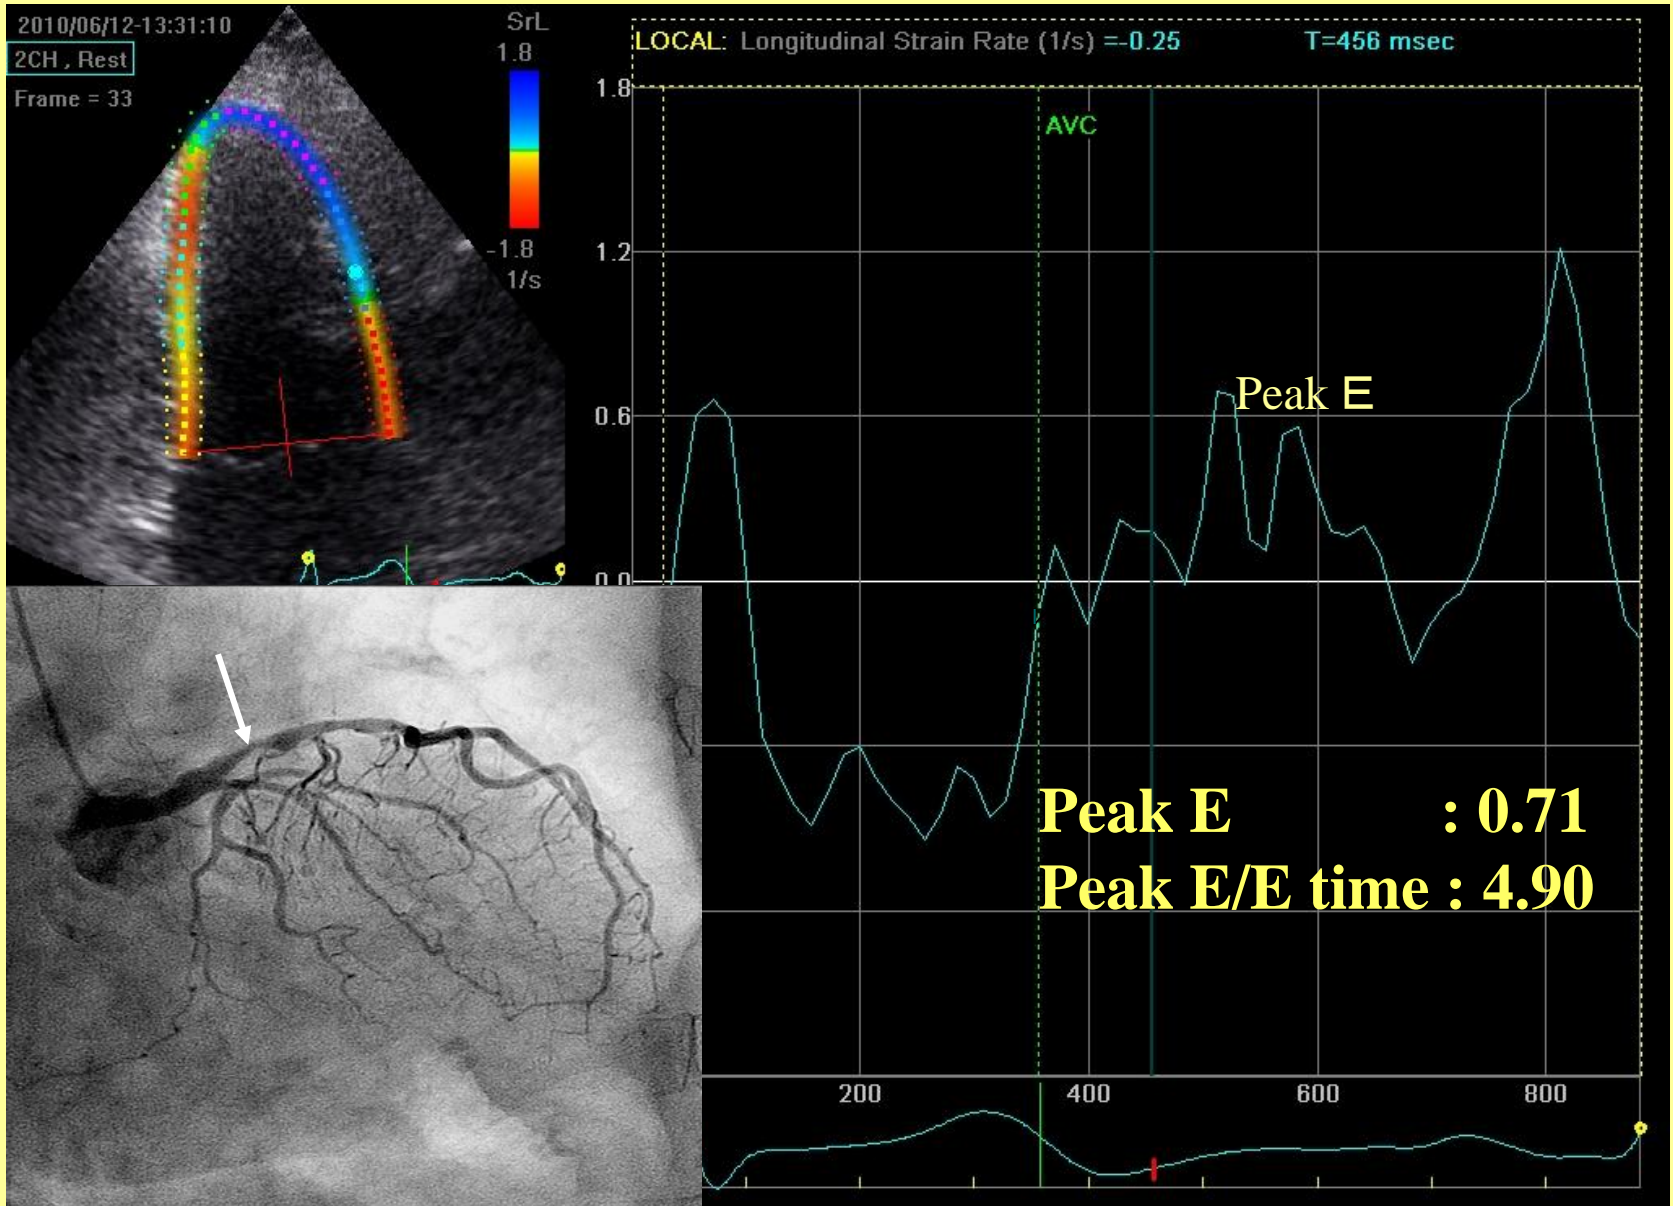 2010/06/12-13:31:10
2CH , Rest
Frame = 33
SrL
1.8
-1.8
1/s
LOCAL: Longitudinal Strain Rate (1/s) =-0.25 T=456 msec
1.8
AVC
1.2
Peak E
0.6
0.0
Peak E : 0.71
Peak E/E time : 4.90
200 400 600 800